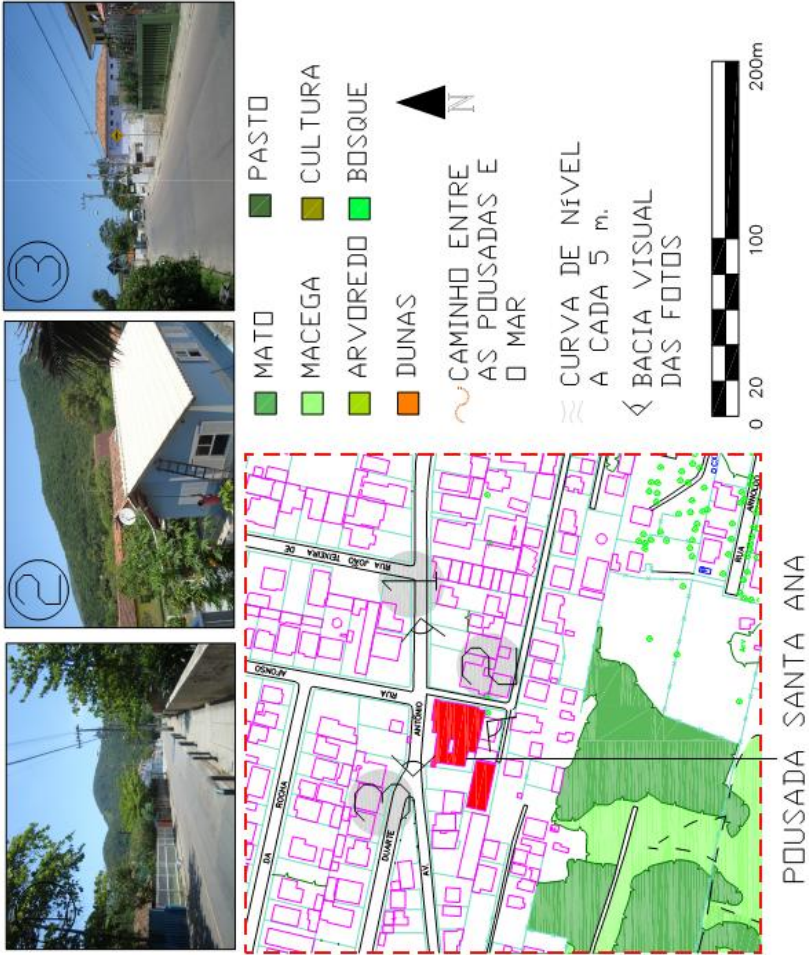 2
3
MATO
MACEGA
ARVOREDO
DUNAS
PASTO
CULTURA
BOSQUE
N
CAMINHO ENTRE
AS POUSADAS E
O MAR
CURVA DE NíVEL
A CADA 5 m.
BACIA VISUAL
DAS FOTOS
0 20 100 200m
DA ROCHA
AFONSO
RUA
ANTÔNIO
DUARTE
AV.
RUA JOÃO TEIXEIRA DE
RUA
ARNOLDO
1
2
POUSADA SANTA ANA